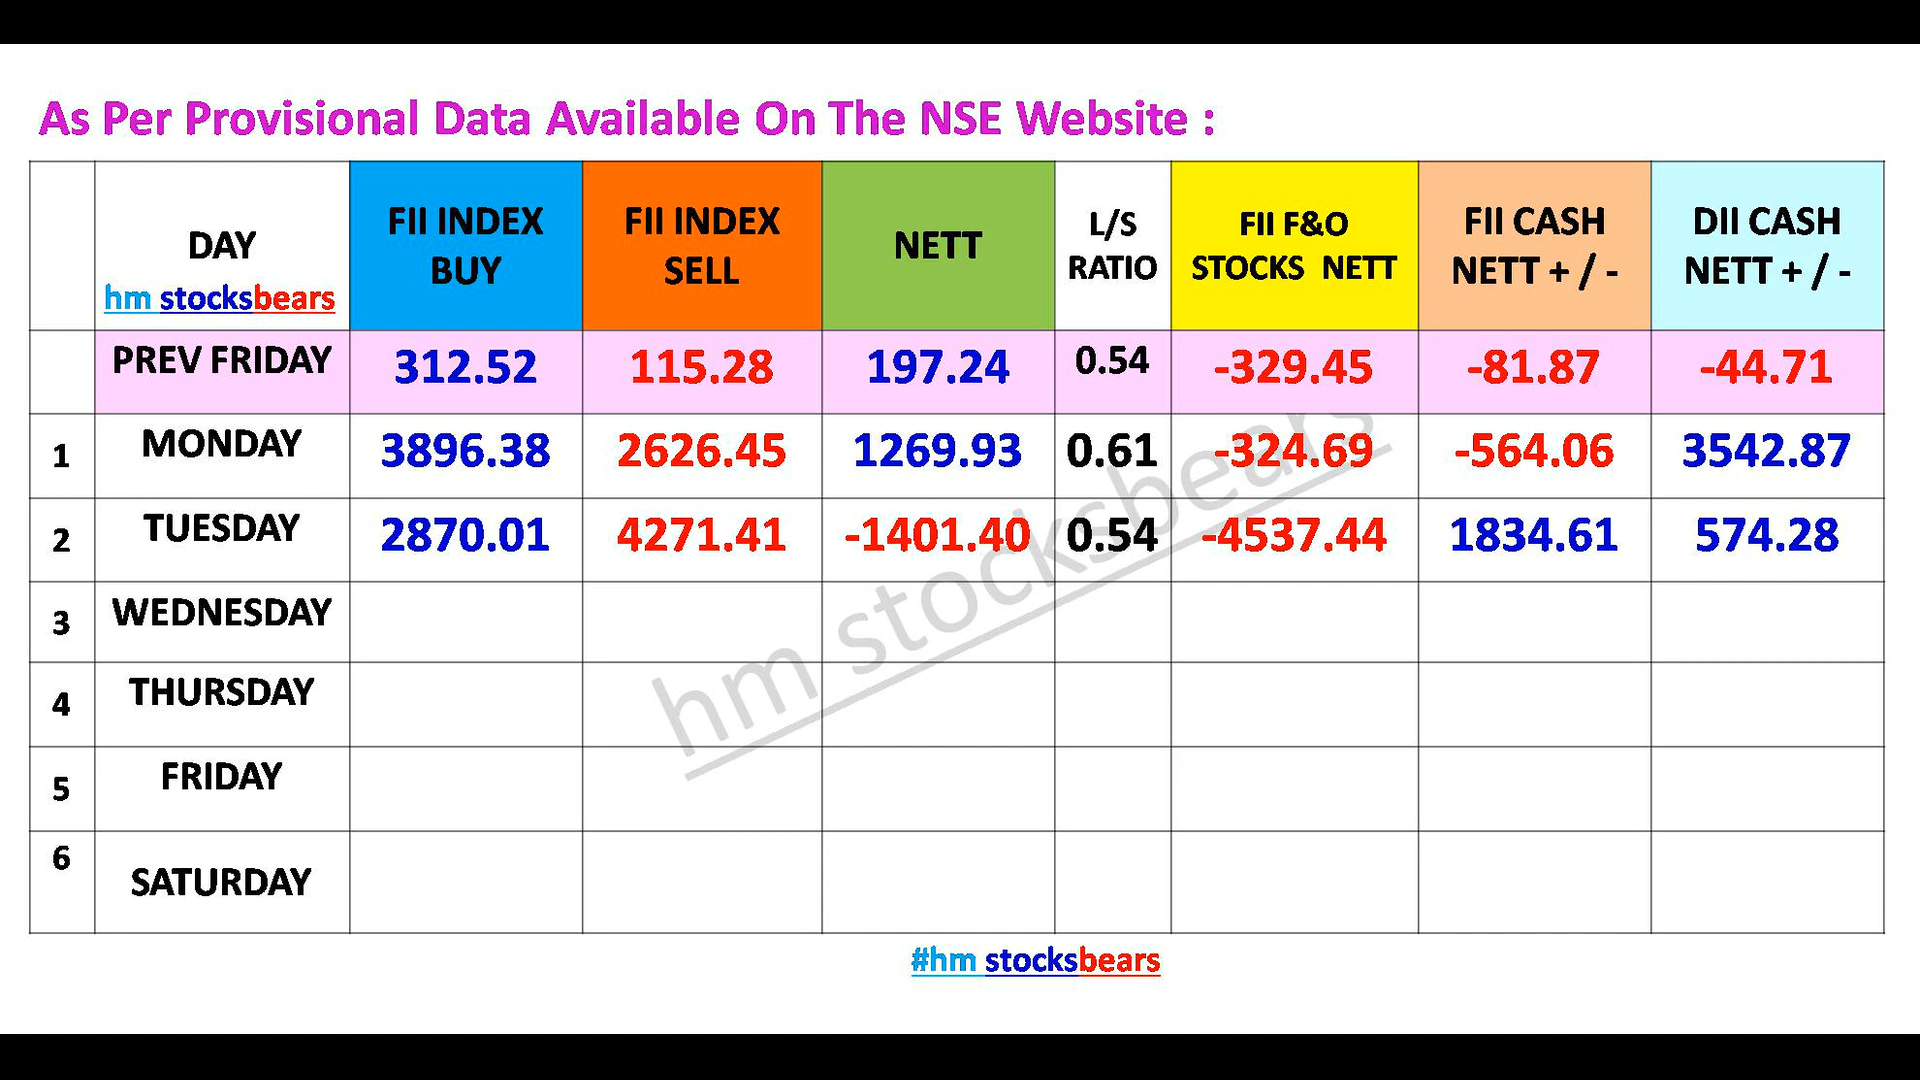 As Per Provisional Data Available On The NSE Website :
DAY
hm stocksbears
FII INDEX
BUY
FII INDEX
SELL
NETT
L/S
RATIO
FII F&O
STOCKS NETT
FII CASH
NETT + / -
DII CASH
NETT + / -
PREV FRIDAY 312.52 115.28 197.24 0.54 -329.45 -81.87 -44.71
1 MONDAY 3896.38 2626.45 1269.93 0.61 -324.69 -564.06 3542.87
2 TUESDAY 2870.01 4271.41 -1401.40 0.54 -4537.44 1834.61 574.28
3 WEDNESDAY
4 THURSDAY
5 FRIDAY
6 SATURDAY
hm stocksbears
#hm stocksbears